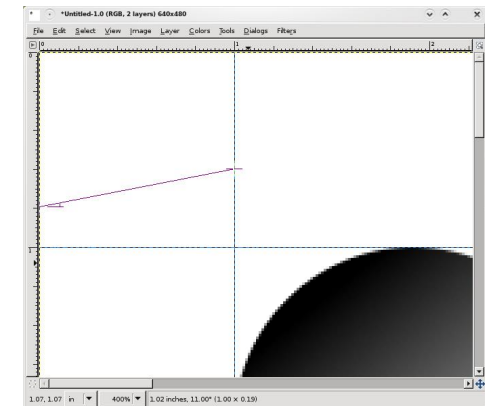 *Untitled-1.0 (RGB, 2 layers) 640x480
File Edit Select View Image Layer Colors Tools Dialogs Filters
0 1 2
0
1
1.07, 1.07 in 400% 1.02 inches, 11.00° (1.00 × 0.19)